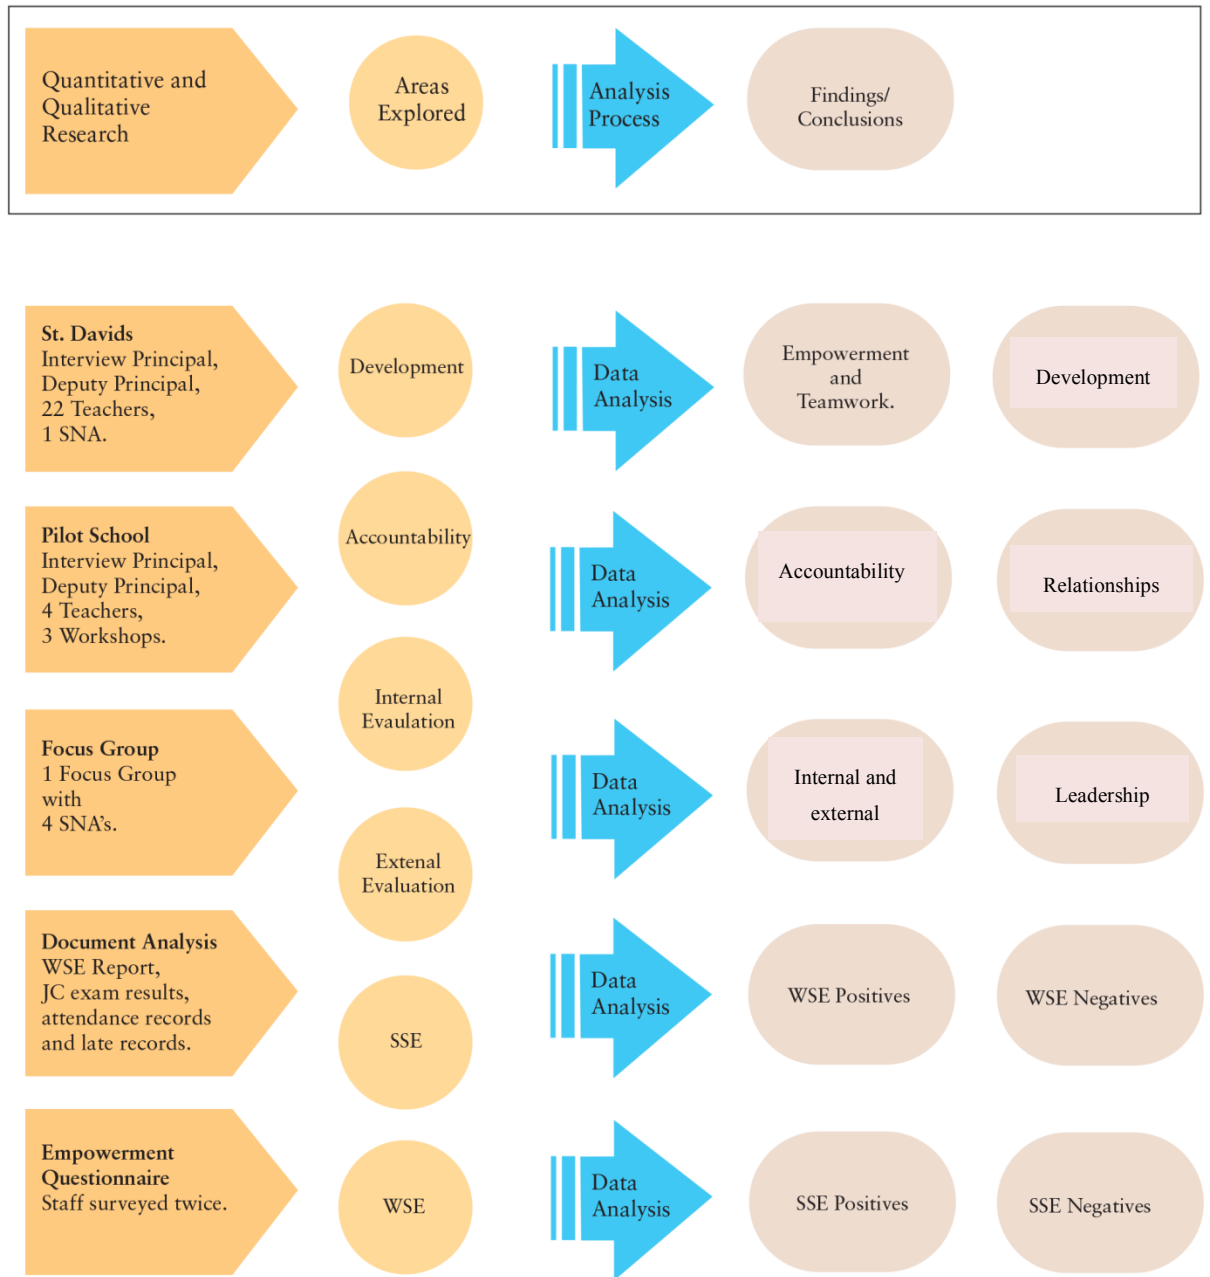 Quantitative and
Qualitative
Research
Areas
Explored
Analysis
Process
Findings/
Conclusions
St. Davids
Interview Principal,
Deputy Principal,
22 Teachers,
1 SNA.
Development
Data
Analysis
Empowerment
and
Teamwork.
Development
Accountability
Pilot School
Interview Principal,
Deputy Principal,
4 Teachers,
3 Workshops.
Data
Analysis
Accountability
Relationships
Internal
Evaulation
Focus Group
1 Focus Group
with
4 SNA’s.
Data
Analysis
Internal and
external
Leadership
Extenal
Evaluation
Document Analysis
WSE Report,
JC exam results,
attendance records
and late records.
SSE
Data
Analysis
WSE Positives
WSE Negatives
Empowerment
Questionnaire
Staff surveyed twice.
WSE
Data
Analysis
SSE Positives
SSE Negatives